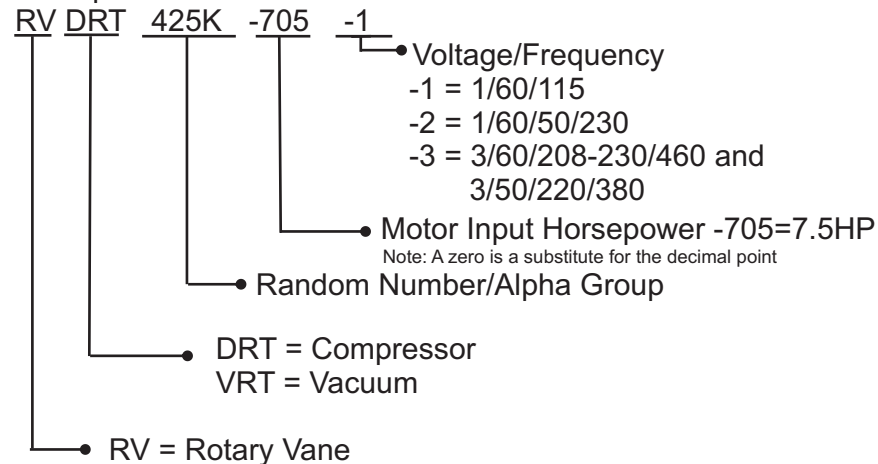 RV DRT 425K -705 -1
Voltage/Frequency
-1 = 1/60/115
-2 = 1/60/50/230
-3 = 3/60/208-230/460 and
3/50/220/380
Motor Input Horsepower -705=7.5HP
Note: A zero is a substitute for the decimal point
Random Number/Alpha Group
DRT = Compressor
VRT = Vacuum
RV = Rotary Vane